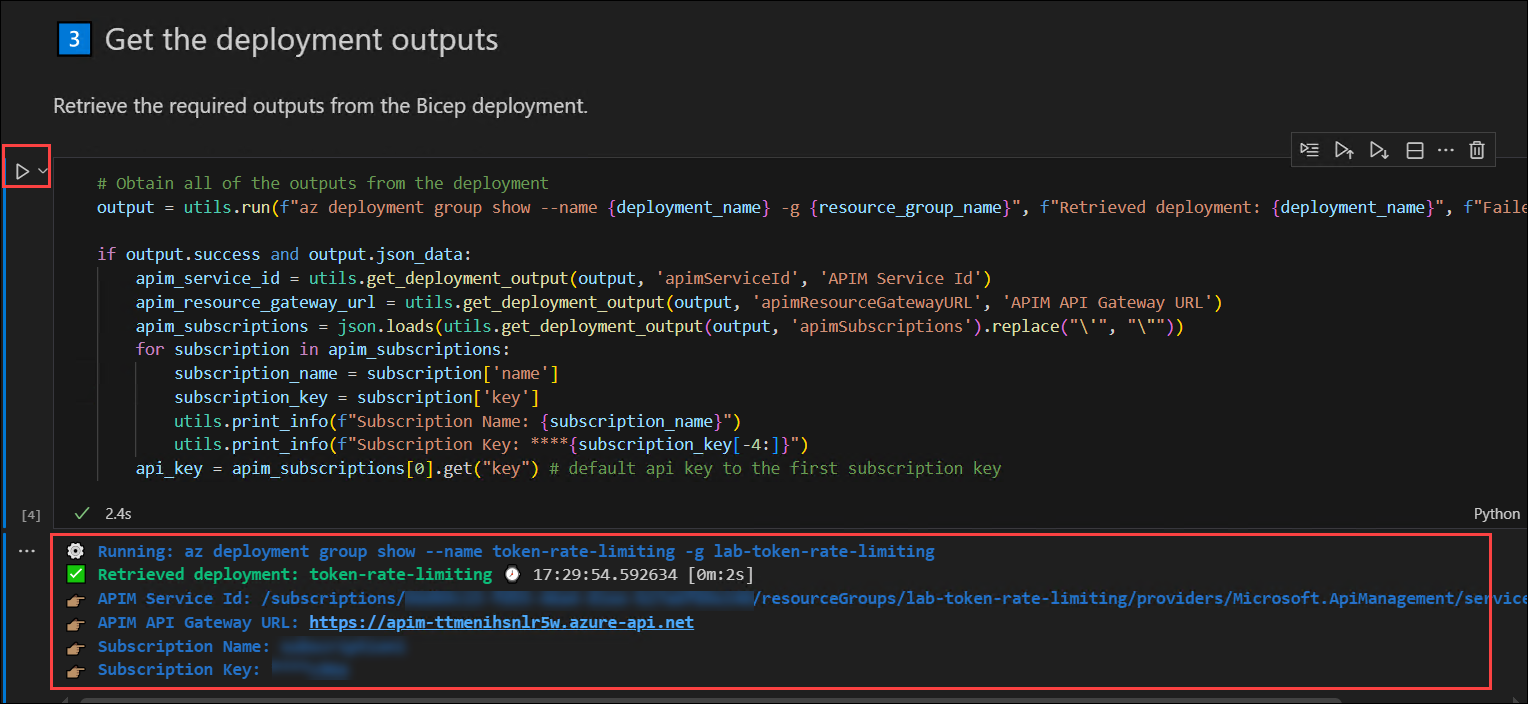 3 Get the deployment outputs
Retrieve the required outputs from the Bicep deployment.
# Obtain all of the outputs from the deployment
output = utils.run(f"az deployment group show --name {deployment_name} -g {resource_group_name}", f"Retrieved deployment: {deployment_name}", f"Faile
if output.success and output.json_data:
apim_service_id = utils.get_deployment_output(output, 'apimServiceId', 'APIM Service Id')
apim_resource_gateway_url = utils.get_deployment_output(output, 'apimResourceGatewayURL', 'APIM API Gateway URL')
apim_subscriptions = json.loads(utils.get_deployment_output(output, 'apimSubscriptions').replace("\'", "\""))
for subscription in apim_subscriptions:
subscription_name = subscription['name']
subscription_key = subscription['key']
utils.print_info(f"Subscription Name: {subscription_name}")
utils.print_info(f"Subscription Key: ****{subscription_key[-4:]}")
api_key = apim_subscriptions[0].get("key") # default api key to the first subscription key
[4] 2.4s Python
Running: az deployment group show --name token-rate-limiting -g lab-token-rate-limiting
Retrieved deployment: token-rate-limiting 17:29:54.592634 [0m:2s]
APIM Service Id: /subscriptions/ /resourceGroups/lab-token-rate-limiting/providers/Microsoft.ApiManagement/service
APIM API Gateway URL: https://apim-ttmenihsnlr5w.azure-api.net
Subscription Name:
Subscription Key: